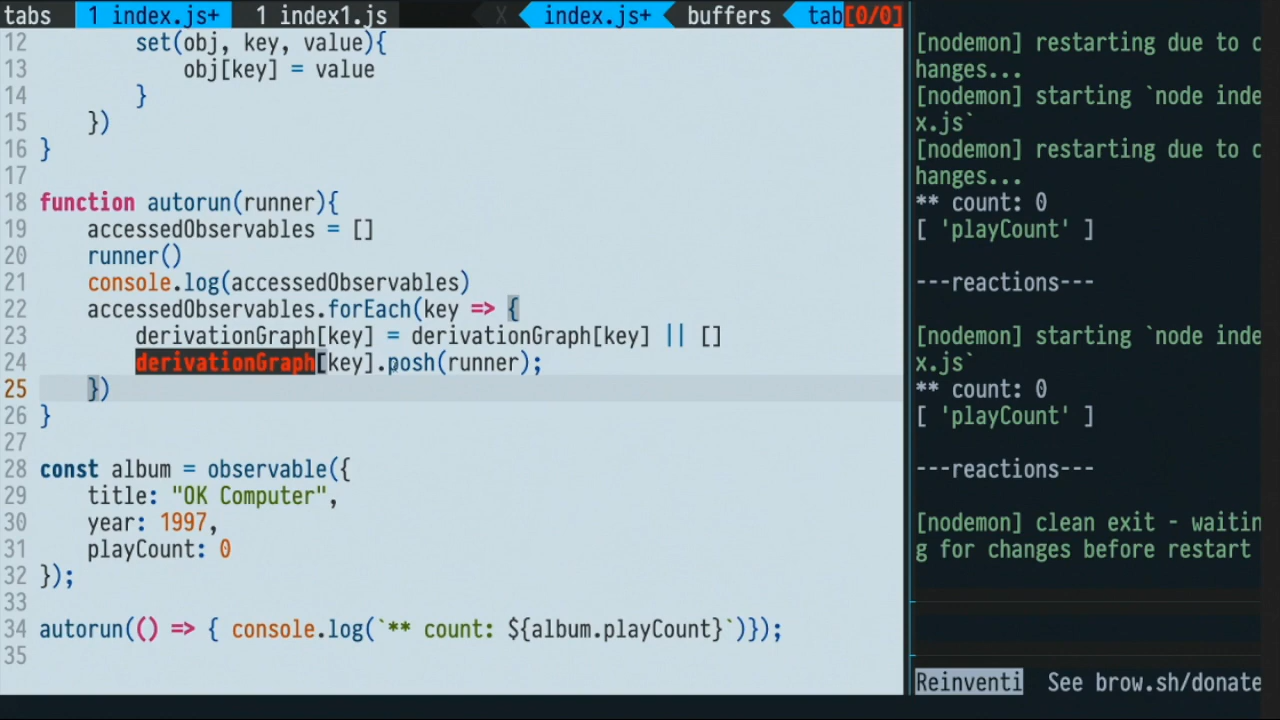 tabs 1 index.js+ 1 index1.js X index.js+ buffers tab[0/0]
12 set(obj, key, value){
13 obj[key] = value
14 }
15 })
16 }
17
18 function autorun(runner){
19 accessedObservables = []
20 runner()
21 console.log(accessedObservables)
22 accessedObservables.forEach(key => {
23 derivationGraph[key] = derivationGraph[key] || []
24 derivationGraph[key].posh(runner);
25 })
26 }
27
28 const album = observable({
29 title: "OK Computer",
30 year: 1997,
31 playCount: 0
32 });
33
34 autorun(() => { console.log(`** count: ${album.playCount}`)});
35
[nodemon] restarting due to c
hanges...
[nodemon] starting `node inde
x.js`
[nodemon] restarting due to c
hanges...
** count: 0
[ 'playCount' ]
---reactions---
[nodemon] starting `node inde
x.js`
** count: 0
[ 'playCount' ]
---reactions---
[nodemon] clean exit - waitin
g for changes before restart
Reinventi See brow.sh/donate